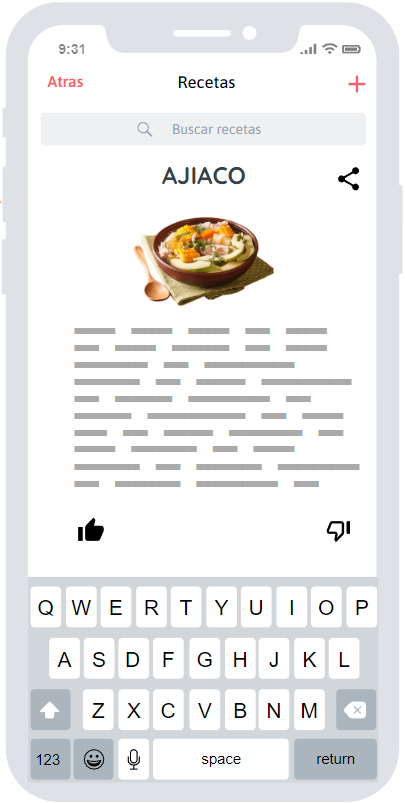 9:31
Atras Recetas +
Buscar recetas
AJIACO
Q W E R T Y U I O P
A S D F G H J K L
Z X C V B N M
123 space return